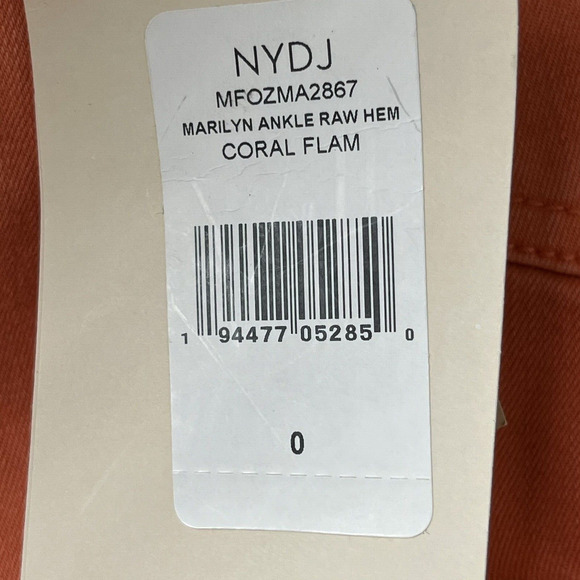 NYDJ
MFOZMA2867
MARILYN ANKLE RAW HEM
CORAL FLAM
1 94477 05285 0
0